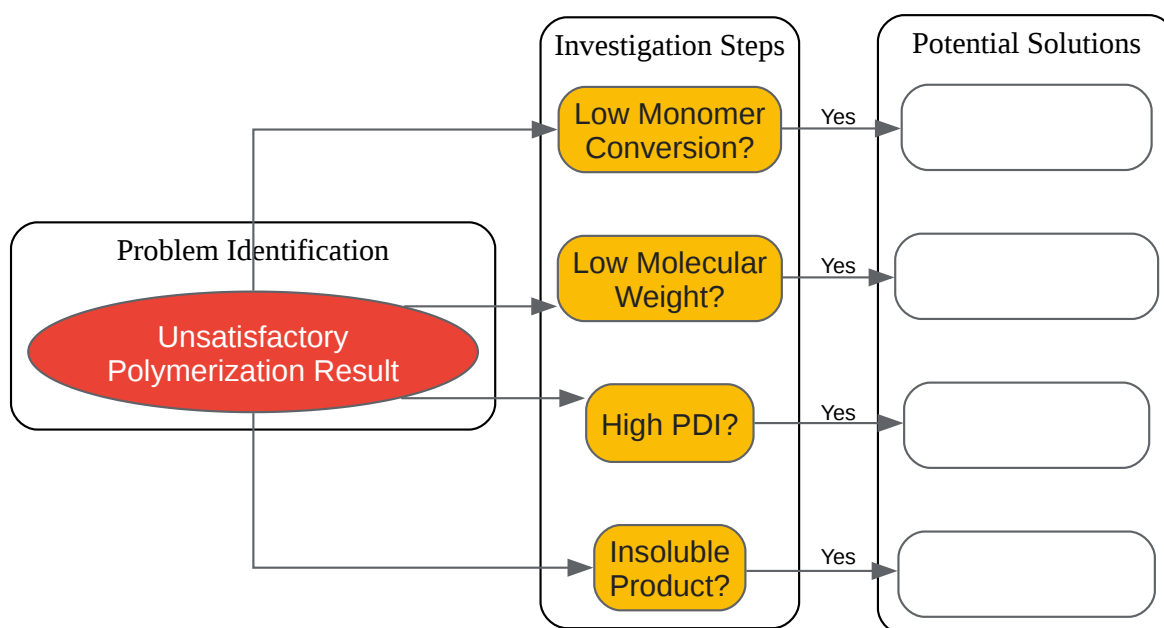 Investigation Steps
Potential Solutions
Low Monomer
Conversion?
Yes
Problem Identification
Unsatisfactory
Polymerization Result
Low Molecular
Weight?
Yes
High PDI?
Yes
Insoluble
Product?
Yes